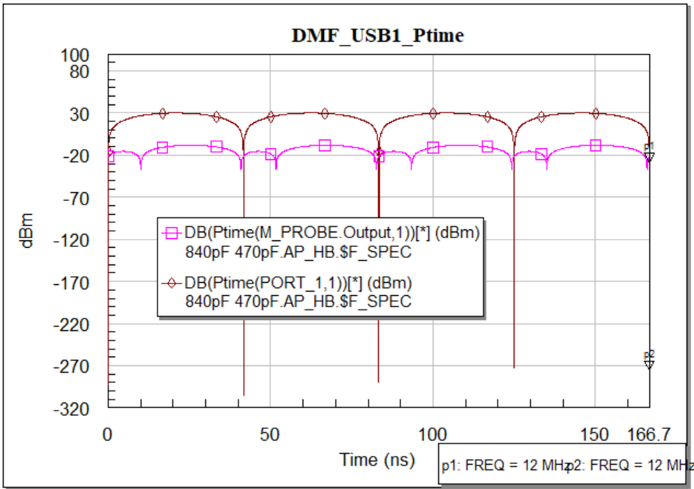 DMF_USB1_Ptime
100
80
30
-20
-70
-120
-170
-220
-270
-320
dBm
p1
p2
DB(Ptime(M_PROBE.Output,1))[*] (dBm)
840pF 470pF.AP_HB.$F_SPEC
DB(Ptime(PORT_1,1))[*] (dBm)
840pF 470pF.AP_HB.$F_SPEC
0 50 100 150 166.7
Time (ns)
p1: FREQ = 12 MHz p2: FREQ = 12 MHz